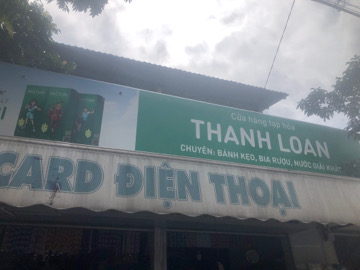 Cửa hàng tạp hóa
THANH LOAN
CHUYÊN: BÁNH KẸO, BIA RƯỢU, NƯỚC GIẢI KHÁT
CARD ĐIỆN THOẠI